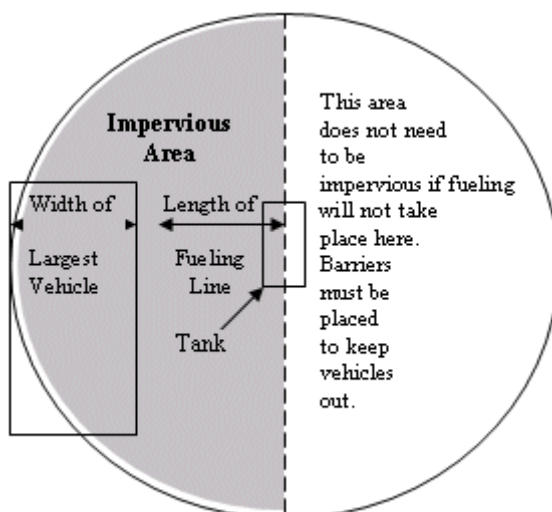 Impervious
Area
Width of
Largest
Vehicle
Length of
Fueling
Line
Tank
This area
does not need
to be
impervious if fueling
will not take
place here.
Barriers
must be
placed
to keep
vehicles
out.